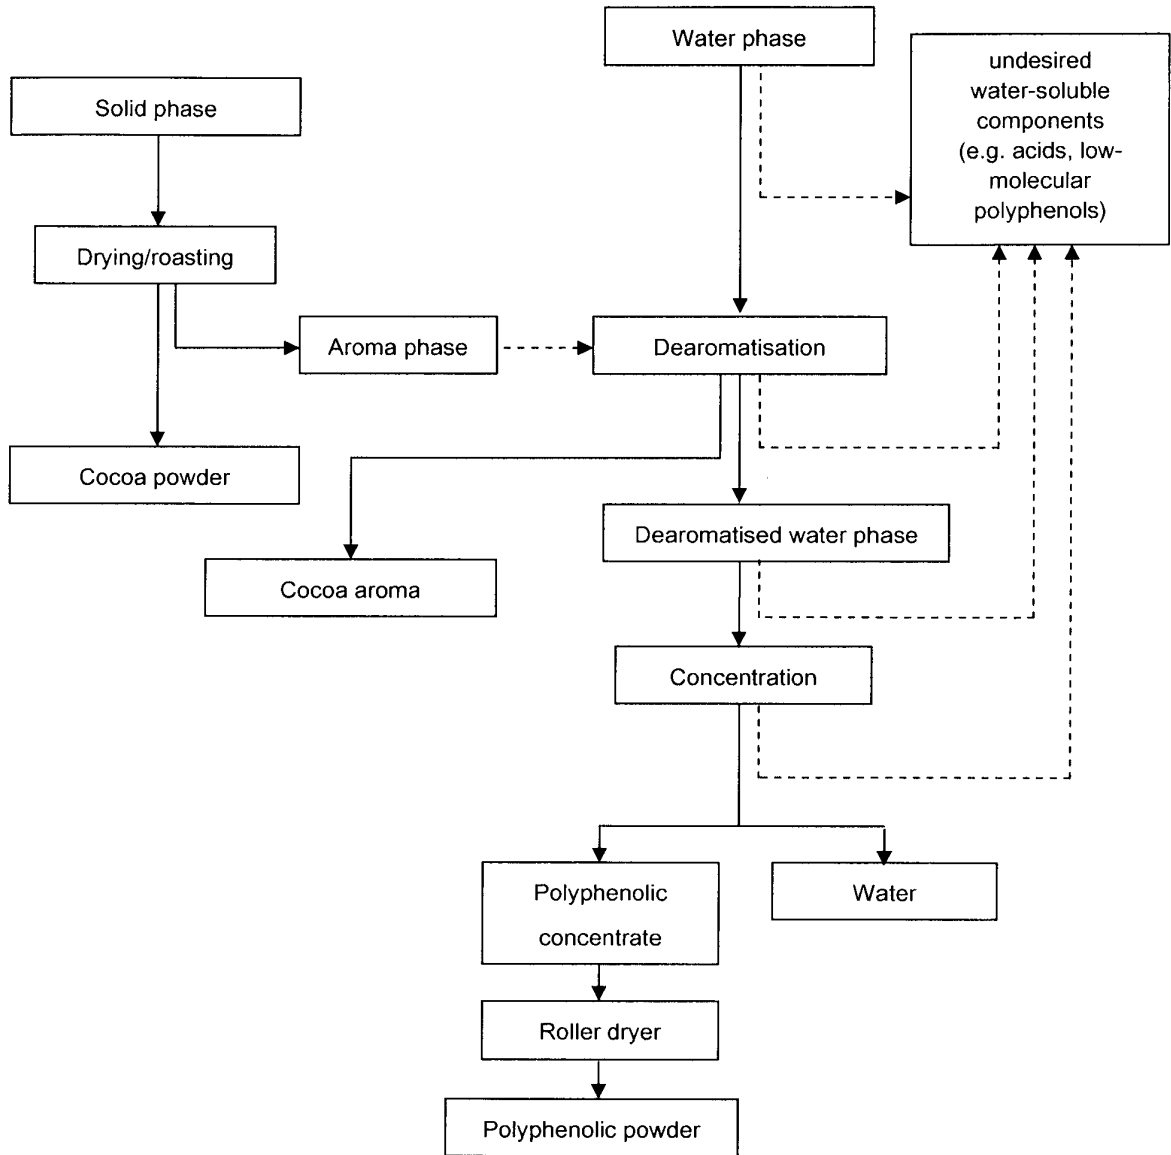 Water phase
undesired
water-soluble
components
(e.g. acids, low-
molecular
polyphenols)
Solid phase
Drying/roasting
Aroma phase
Dearomatisation
Cocoa powder
Dearomatised water phase
Cocoa aroma
Concentration
Polyphenolic
concentrate
Water
Roller dryer
Polyphenolic powder